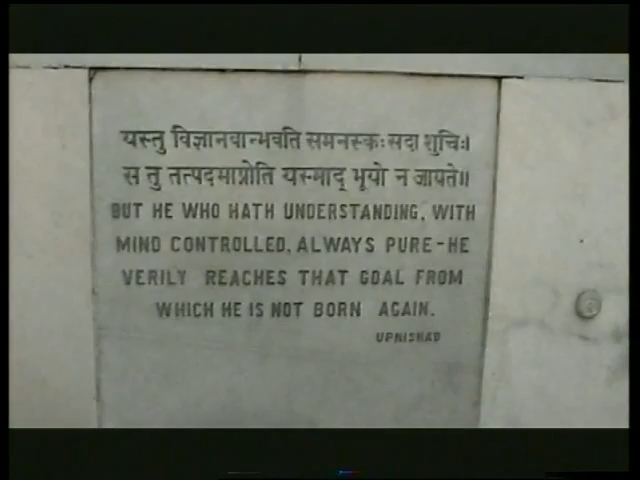 यस्तु विज्ञानवान्भवति समनस्कः सदा शुचिः।
स तु तत्पदमाप्नोति यस्माद् भूयो न जायते॥
BUT HE WHO HATH UNDERSTANDING, WITH
MIND CONTROLLED, ALWAYS PURE-HE
VERILY REACHES THAT GOAL FROM
WHICH HE IS NOT BORN AGAIN.
UPNISHAD